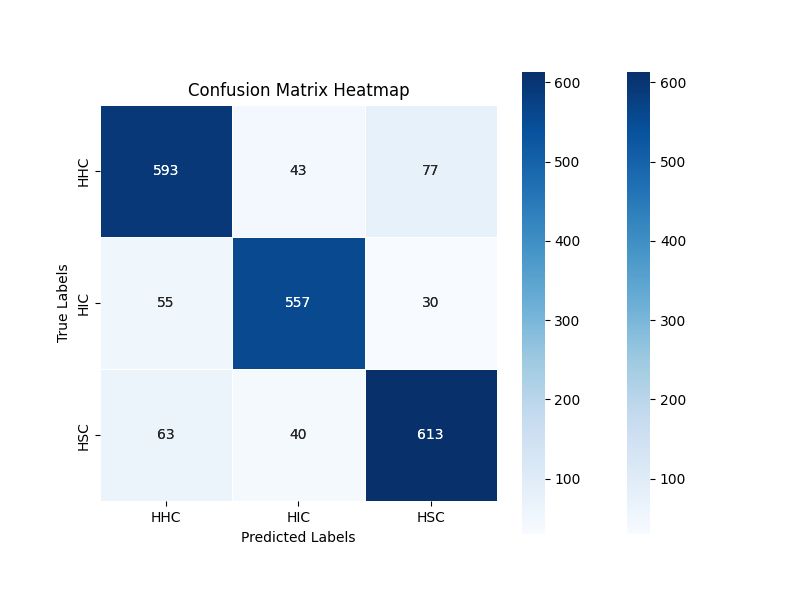 Confusion Matrix Heatmap
True Labels
HHC 593 43 77
HIC 55 557 30
HSC 63 40 613
HHC HIC HSC
Predicted Labels
600
500
400
300
200
100
600
500
400
300
200
100